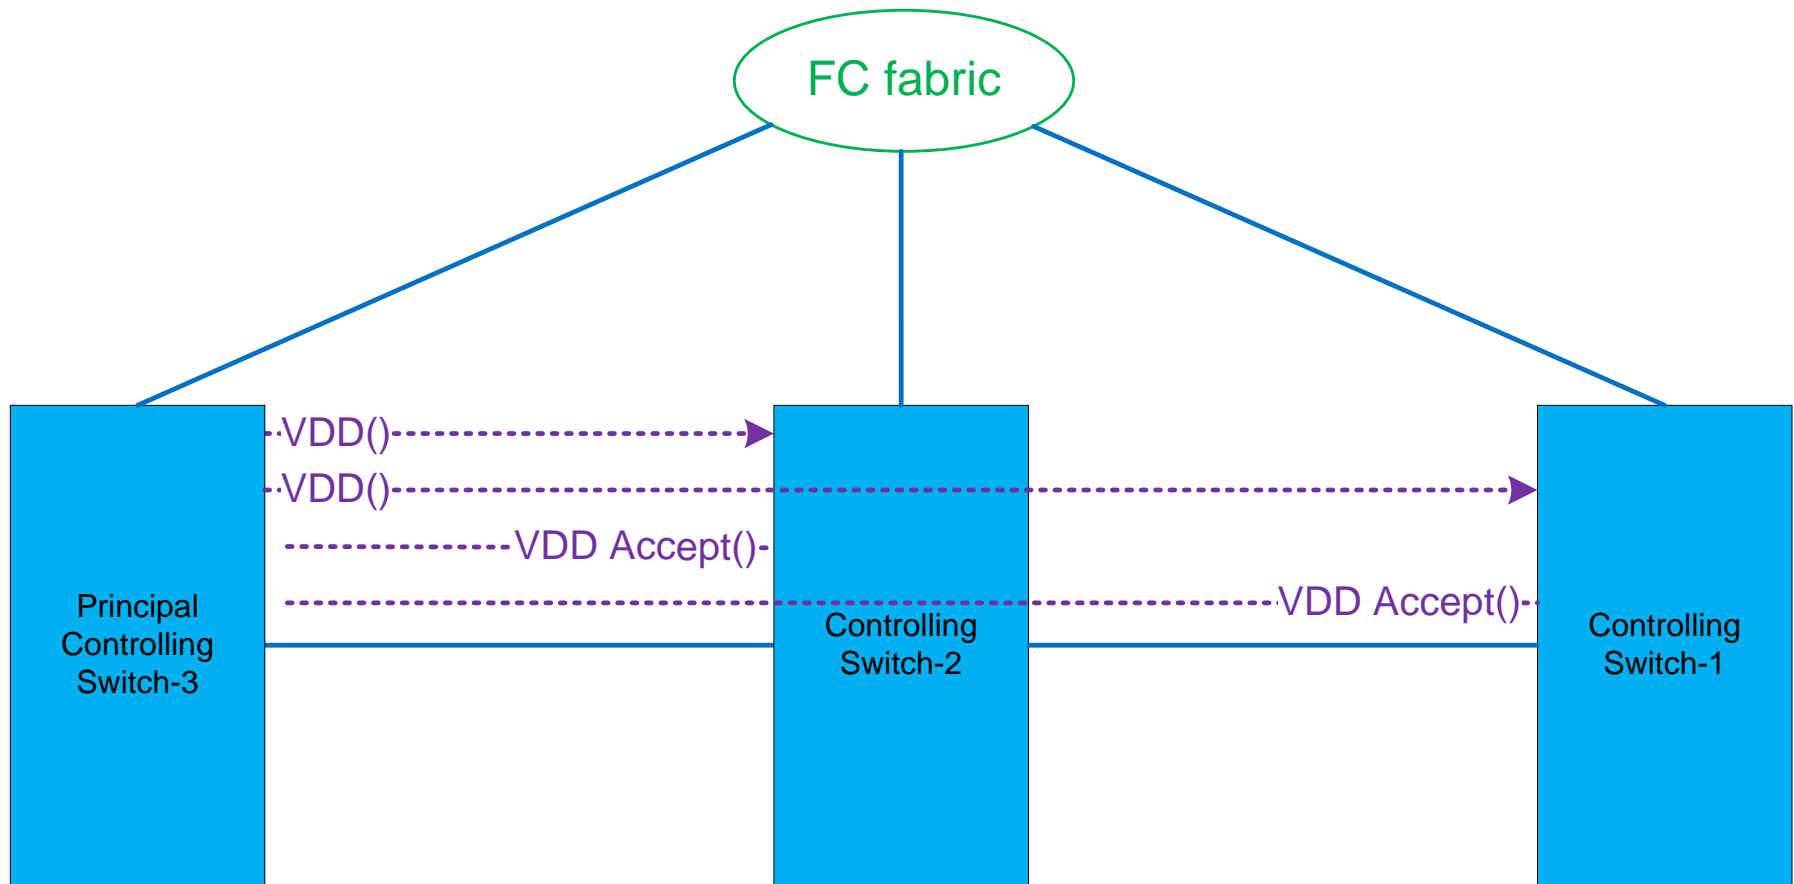 FC fabric
VDD()
VDD()
VDD Accept()
VDD Accept()
Principal
Controlling
Switch-3
Controlling
Switch-2
Controlling
Switch-1